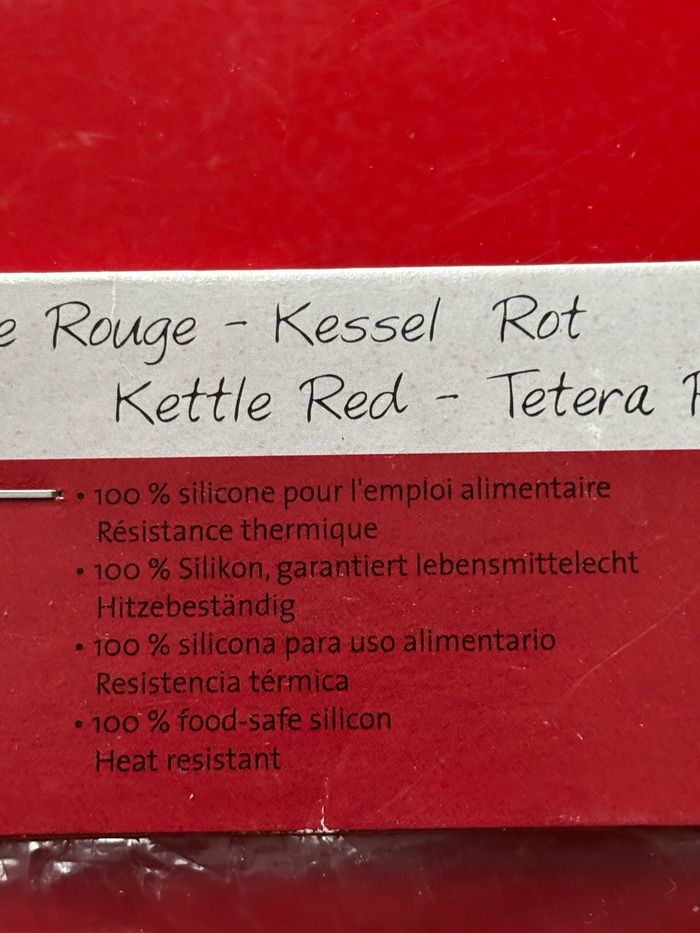 Rouge - Kessel Rot
Kettle Red - Tetera
• 100 % silicone pour l'emploi alimentaire
Résistance thermique
• 100 % Silikon, garantiert lebensmittelecht
Hitzebeständig
• 100 % silicona para uso alimentario
Resistencia térmica
• 100 % food-safe silicon
Heat resistant